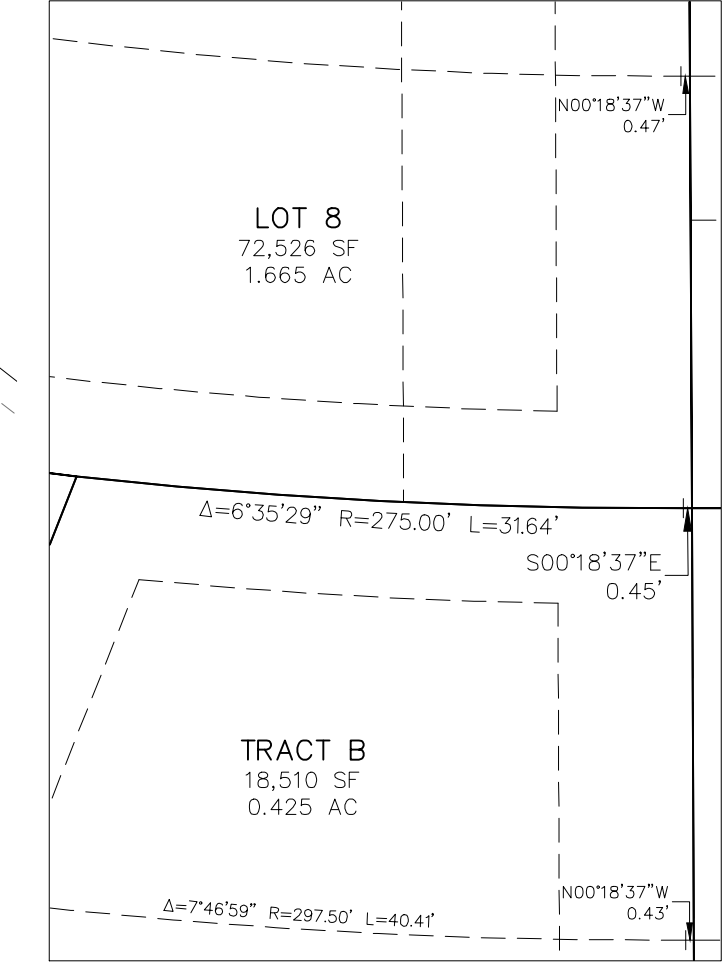 N00°18'37"W
0.47'
LOT 8
72,526 SF
1.665 AC
Δ=6°35'29" R=275.00' L=31.64'
S00°18'37"E
0.45'
TRACT B
18,510 SF
0.425 AC
N00°18'37"W
0.43'
Δ=7°46'59" R=297.50' L=40.41'